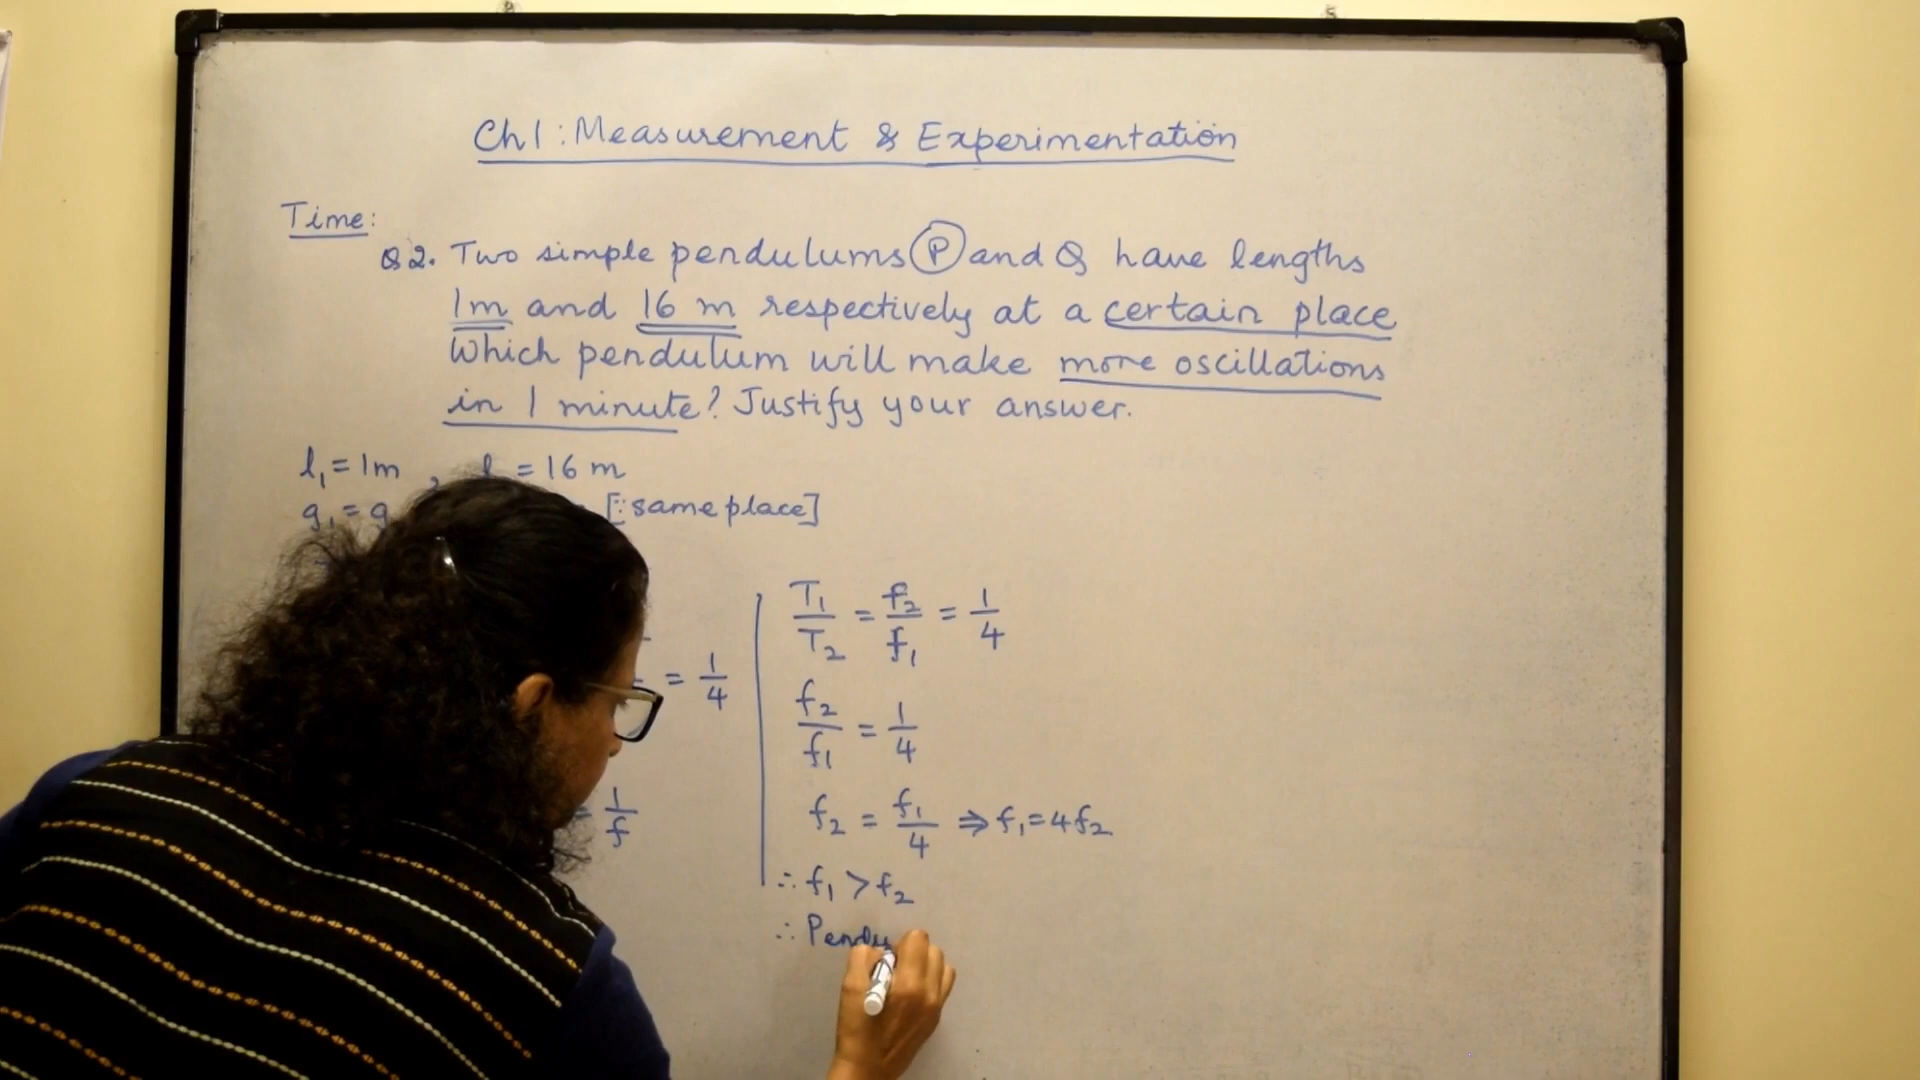 Ch1: Measurement & Experimentation
Time:
Q2. Two simple pendulums P and Q have lengths
1m and 16 m respectively at a certain place
Which pendulum will make more oscillations
in 1 minute? Justify your answer.
l₁ = 1m , l = 16 m
g₁ = g [∵ same place]
= 1/4
= 1/f
T₁/T₂ = f₂/f₁ = 1/4
f₂/f₁ = 1/4
f₂ = f₁/4 ⇒ f₁ = 4f₂
∴ f₁ > f₂
∴ Pendu